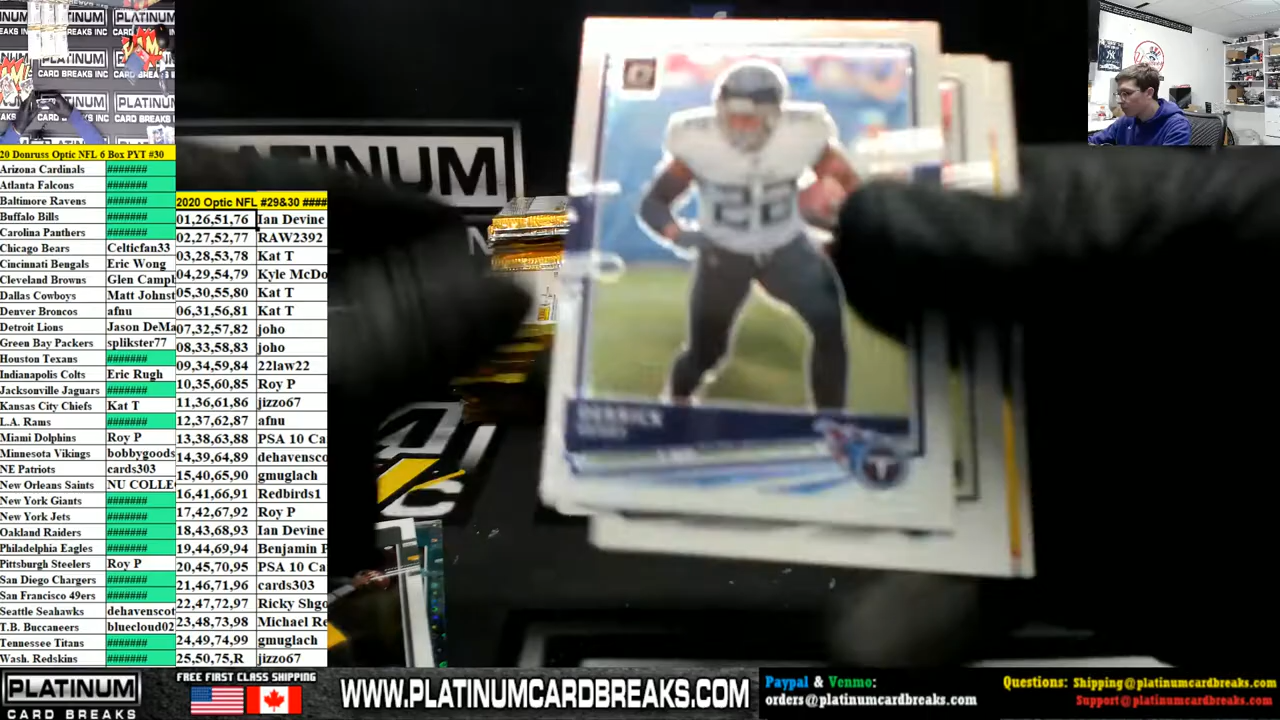 20 Donruss Optic NFL 6 Box PYT #30
Arizona Cardinals #######
Atlanta Falcons #######
Baltimore Ravens #######
Buffalo Bills #######
Carolina Panthers #######
Chicago Bears Celticfan33
Cincinnati Bengals Eric Wong
Cleveland Browns Glen Campl
Dallas Cowboys Matt Johnst
Denver Broncos afnu
Detroit Lions Jason DeMa
Green Bay Packers splikster77
Houston Texans #######
Indianapolis Colts Eric Rugh
Jacksonville Jaguars #######
Kansas City Chiefs Kat T
L.A. Rams #######
Miami Dolphins Roy P
Minnesota Vikings bobbygoods
NE Patriots cards303
New Orleans Saints NU COLLE
New York Giants #######
New York Jets #######
Oakland Raiders #######
Philadelphia Eagles #######
Pittsburgh Steelers Roy P
San Diego Chargers #######
San Francisco 49ers #######
Seattle Seahawks dehavenscot
T.B. Buccaneers bluecloud02
Tennessee Titans #######
Wash. Redskins #######
2020 Optic NFL #29&30 ####
01,26,51,76 Ian Devine
02,27,52,77 RAW2392
03,28,53,78 Kat T
04,29,54,79 Kyle McDo
05,30,55,80 Kat T
06,31,56,81 Kat T
07,32,57,82 joho
08,33,58,83 joho
09,34,59,84 22law22
10,35,60,85 Roy P
11,36,61,86 jizzo67
12,37,62,87 afnu
13,38,63,88 PSA 10 Ca
14,39,64,89 dehavensco
15,40,65,90 gmuglach
16,41,66,91 Redbirds1
17,42,67,92 Roy P
18,43,68,93 Ian Devine
19,44,69,94 Benjamin P
20,45,70,95 PSA 10 Ca
21,46,71,96 cards303
22,47,72,97 Ricky Shgo
23,48,73,98 Michael Re
24,49,74,99 gmuglach
25,50,75,R jizzo67
PLATINUM
CARD BREAKS INC
DERRICK
PLATINUM
CARD BREAKS
FREE FIRST CLASS SHIPPING
WWW.PLATINUMCARDBREAKS.COM
Paypal & Venmo:
orders@platinumcardbreaks.com
Questions: Shipping@platinumcardbreaks.com
Support@platinumcardbreaks.com